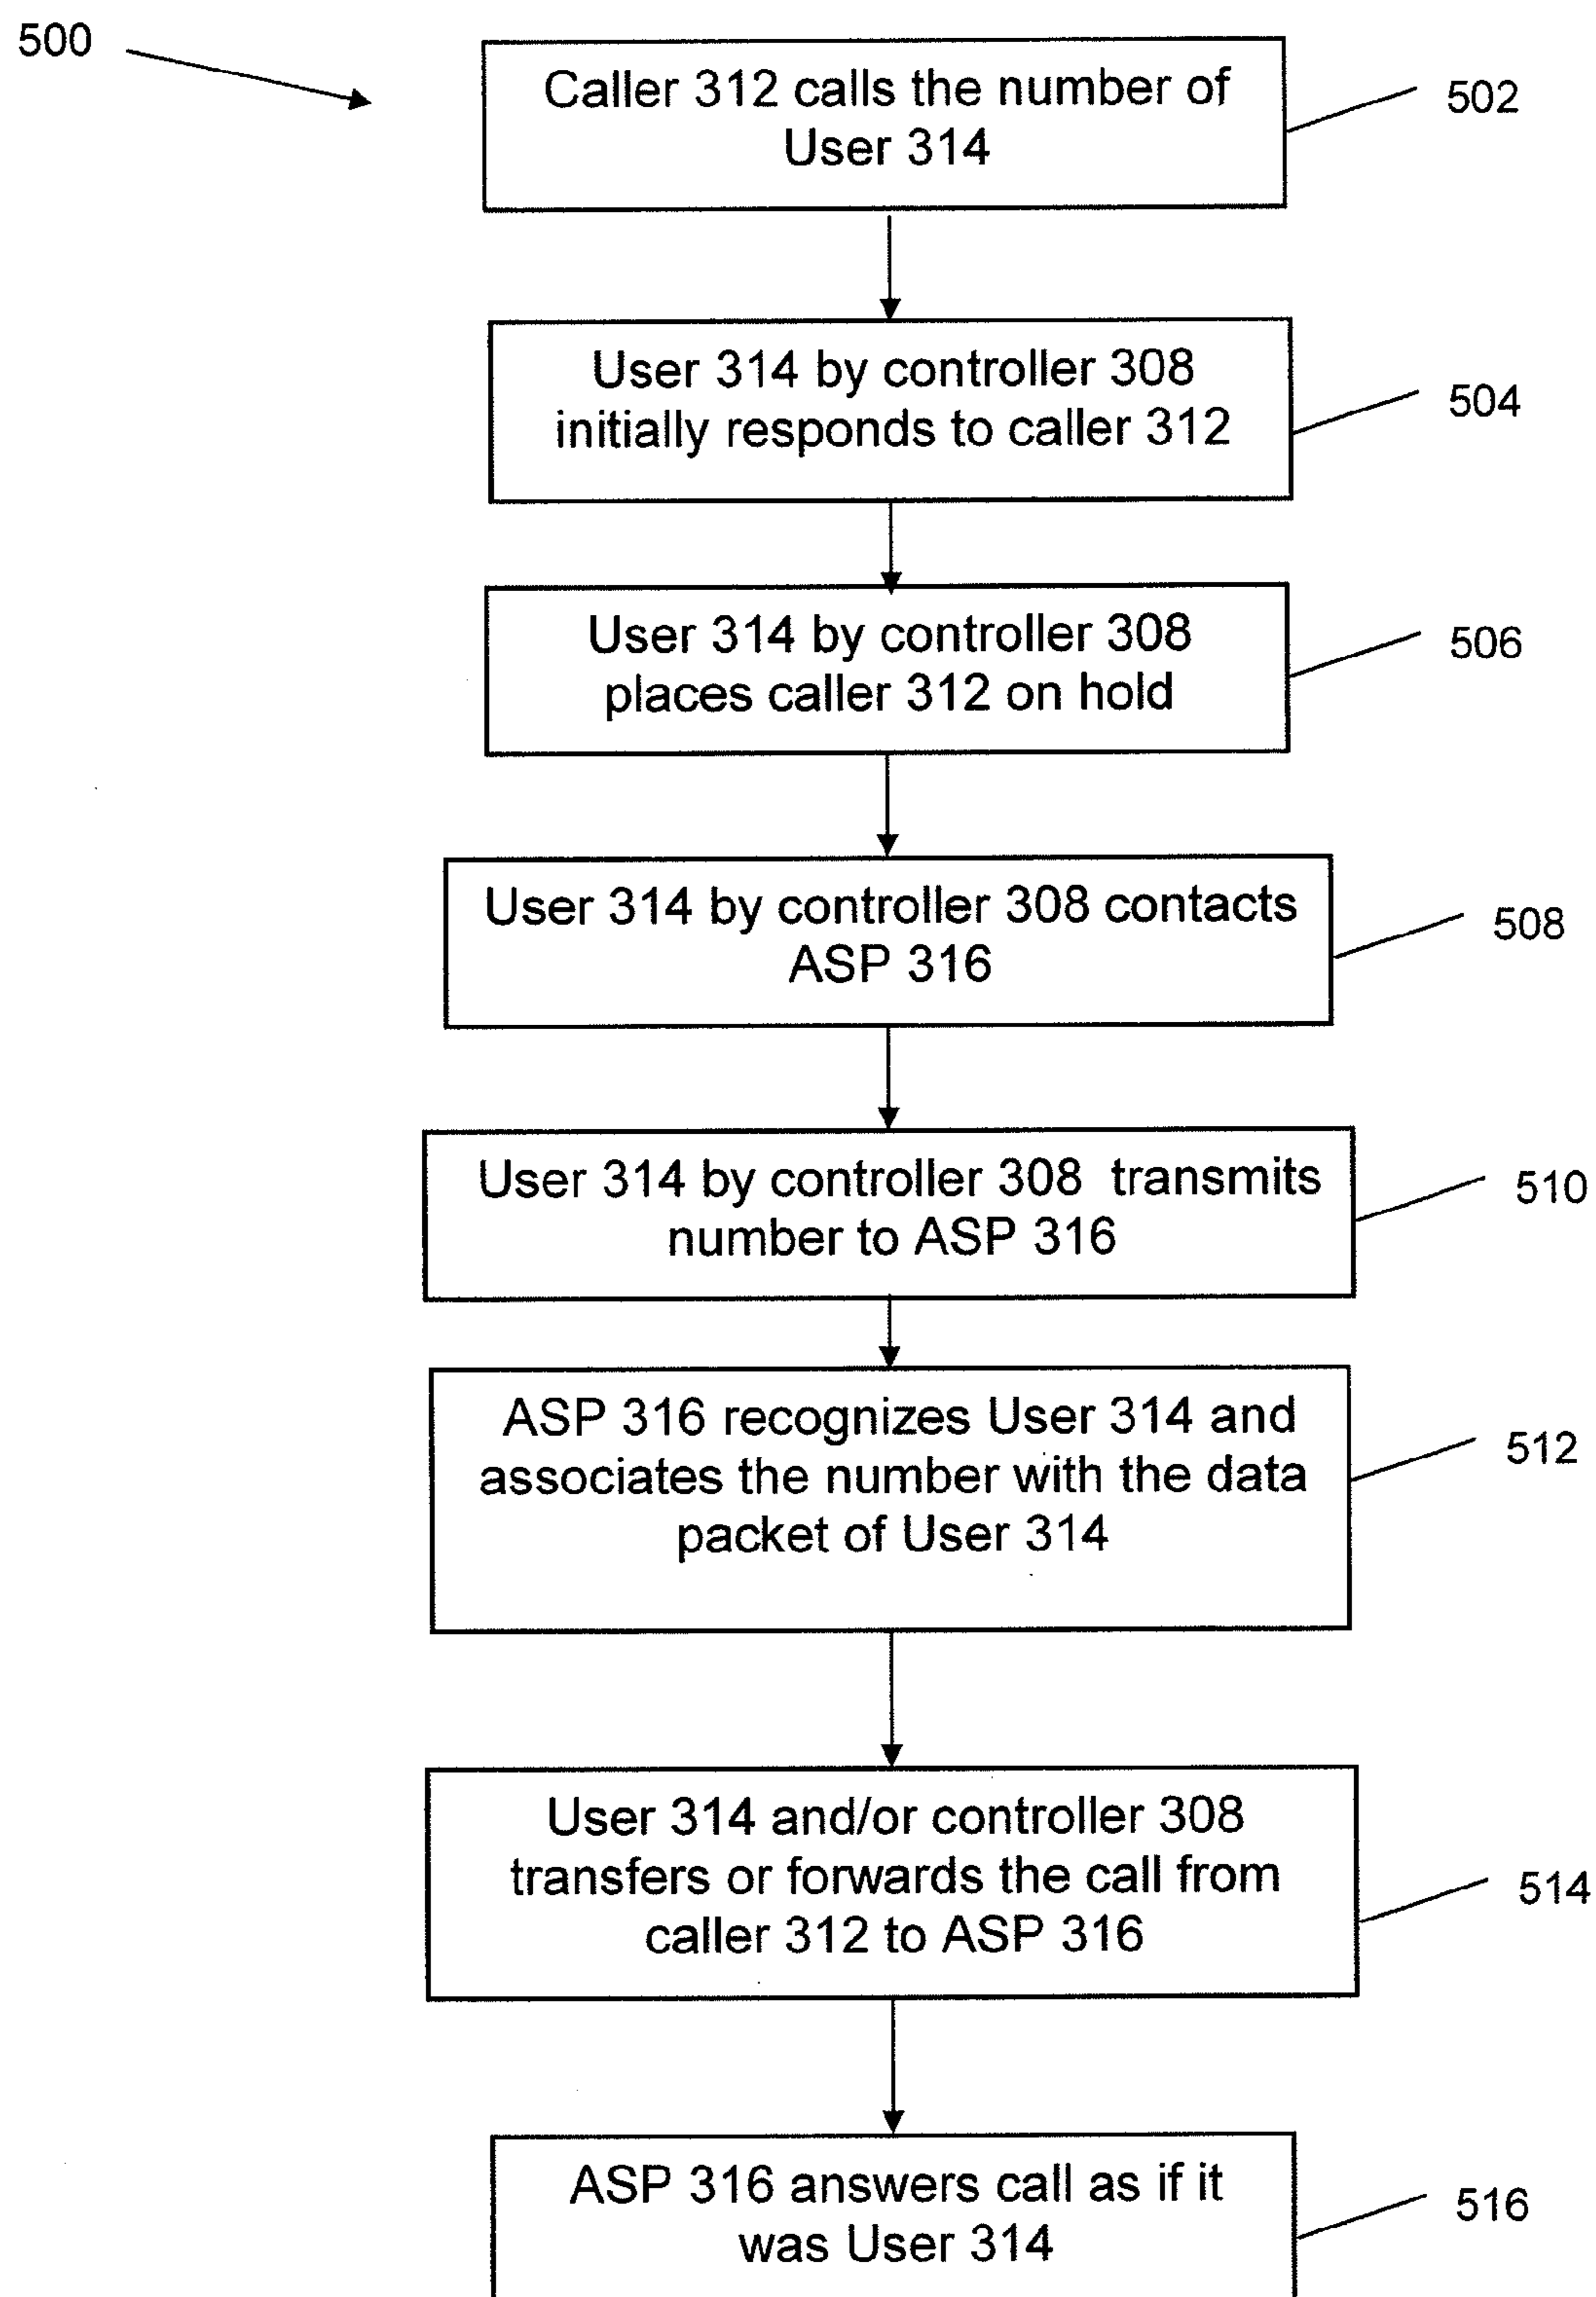 500
Caller 312 calls the number of
User 314
502
User 314 by controller 308
initially responds to caller 312
504
User 314 by controller 308
places caller 312 on hold
506
User 314 by controller 308 contacts
ASP 316
508
User 314 by controller 308 transmits
number to ASP 316
510
ASP 316 recognizes User 314 and
associates the number with the data
packet of User 314
512
User 314 and/or controller 308
transfers or forwards the call from
caller 312 to ASP 316
514
ASP 316 answers call as if it
was User 314
516